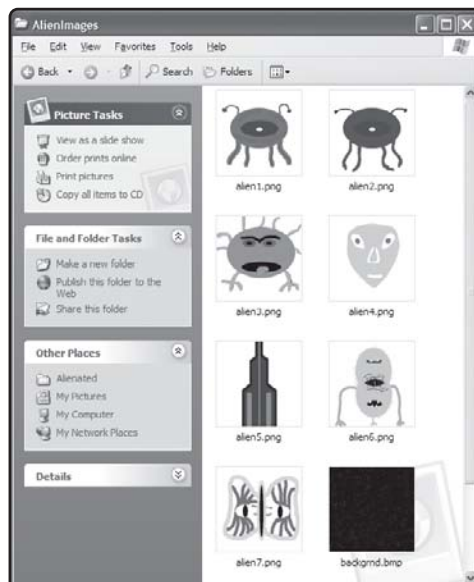 AlienImages
File Edit View Favorites Tools Help
Back Search Folders
Picture Tasks
View as a slide show
Order prints online
Print pictures
Copy all items to CD
File and Folder Tasks
Make a new folder
Publish this folder to the
Web
Share this folder
Other Places
Alienated
My Pictures
My Computer
My Network Places
Details
alien1.png alien2.png
alien3.png alien4.png
alien5.png alien6.png
alien7.png backgrnd.bmp